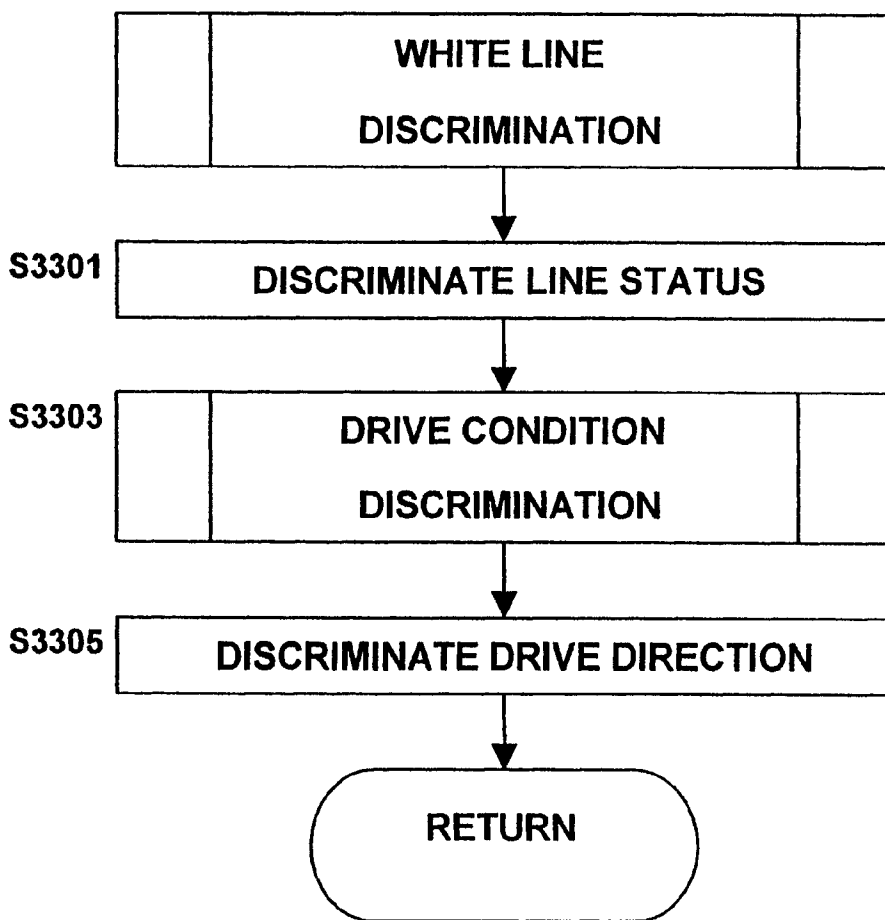 WHITE LINE
DISCRIMINATION
S3301
DISCRIMINATE LINE STATUS
S3303
DRIVE CONDITION
DISCRIMINATION
S3305
DISCRIMINATE DRIVE DIRECTION
RETURN